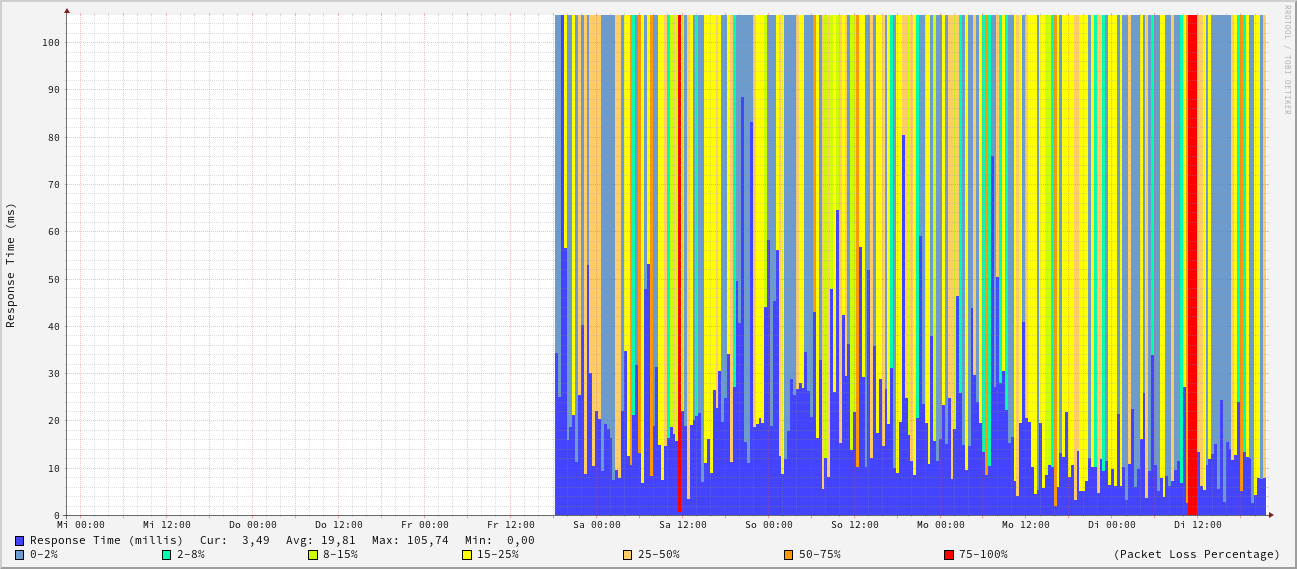 RRDTOOL / TOBI OETIKER
Response Time (ms)
100
90
80
70
60
50
40
30
20
10
0
Mi 00:00 Mi 12:00 Do 00:00 Do 12:00 Fr 00:00 Fr 12:00 Sa 00:00 Sa 12:00 So 00:00 So 12:00 Mo 00:00 Mo 12:00 Di 00:00 Di 12:00
Response Time (millis) Cur: 3,49 Avg: 19,81 Max: 105,74 Min: 0,00
0-2% 2-8% 8-15% 15-25% 25-50% 50-75% 75-100% (Packet Loss Percentage)